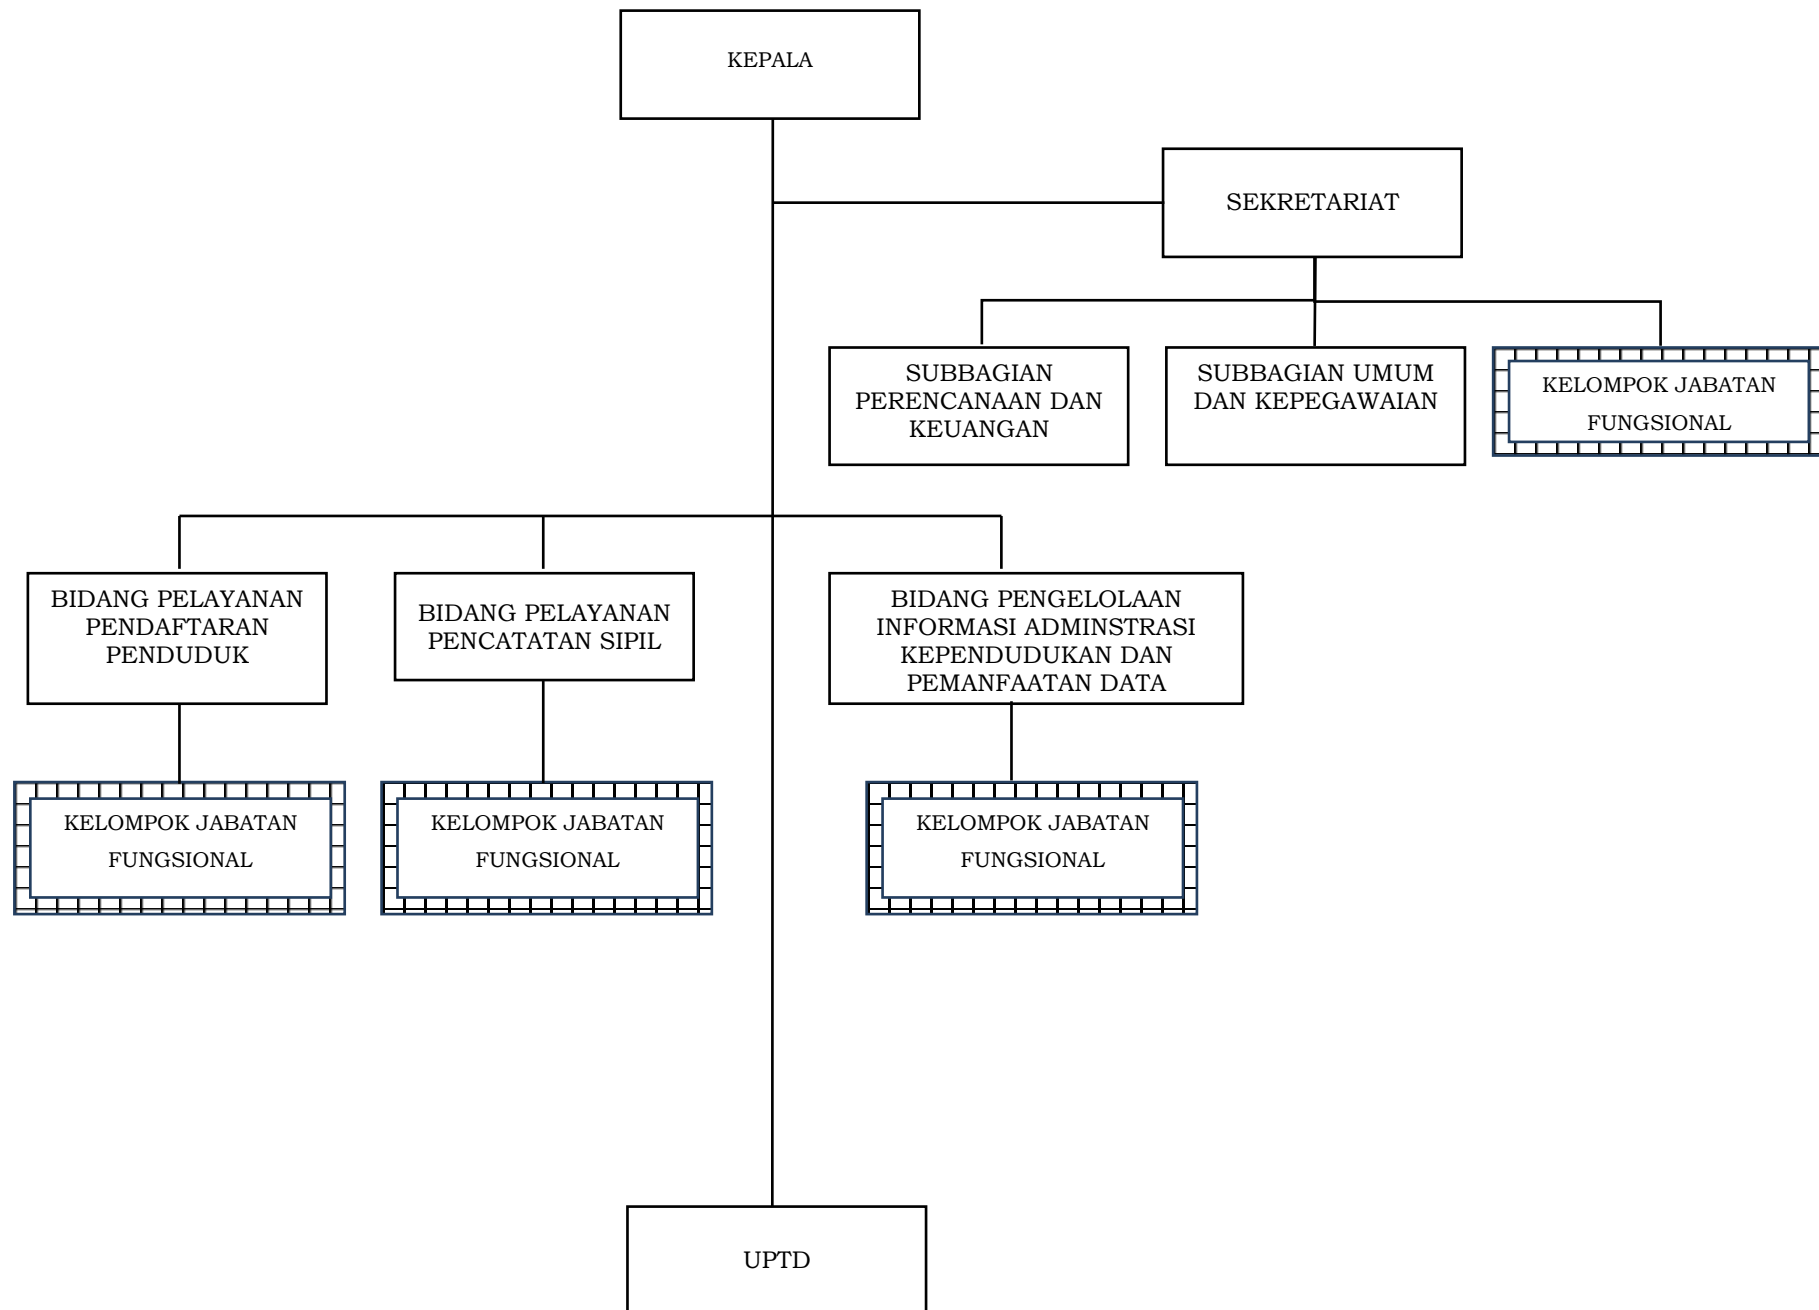 KEPALA
SEKRETARIAT
SUBBAGIAN
PERENCANAAN DAN
KEUANGAN
SUBBAGIAN UMUM
DAN KEPEGAWAIAN
KELOMPOK JABATAN
FUNGSIONAL
BIDANG PELAYANAN
PENDAFTARAN
PENDUDUK
BIDANG PELAYANAN
PENCATATAN SIPIL
BIDANG PENGELOLAAN
INFORMASI ADMINSTRASI
KEPENDUDUKAN DAN
PEMANFAATAN DATA
KELOMPOK JABATAN
FUNGSIONAL
KELOMPOK JABATAN
FUNGSIONAL
KELOMPOK JABATAN
FUNGSIONAL
UPTD